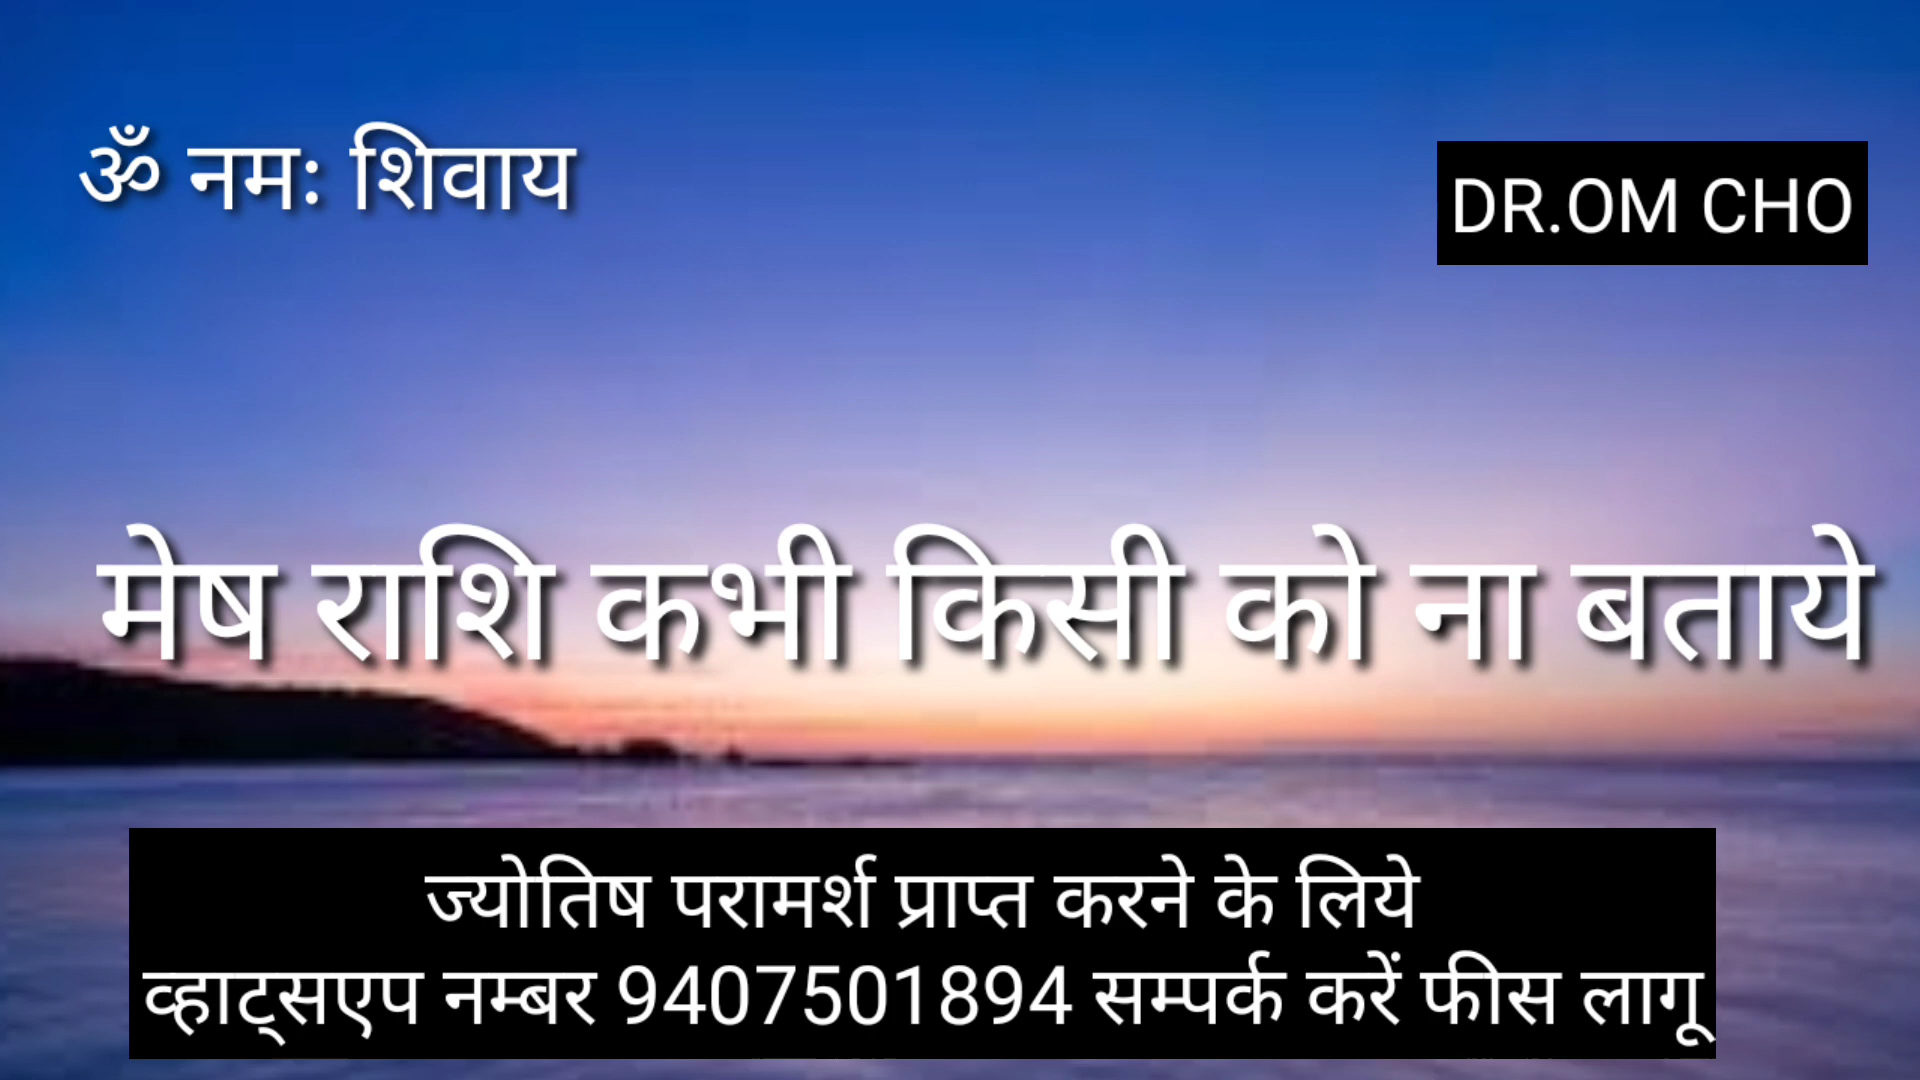 ॐ नमः शिवाय
DR.OM CHO
मेष राशि कभी किसी को ना बताये
ज्योतिष परामर्श प्राप्त करने के लिये
व्हाट्सएप नम्बर 9407501894 सम्पर्क करें फीस लागू